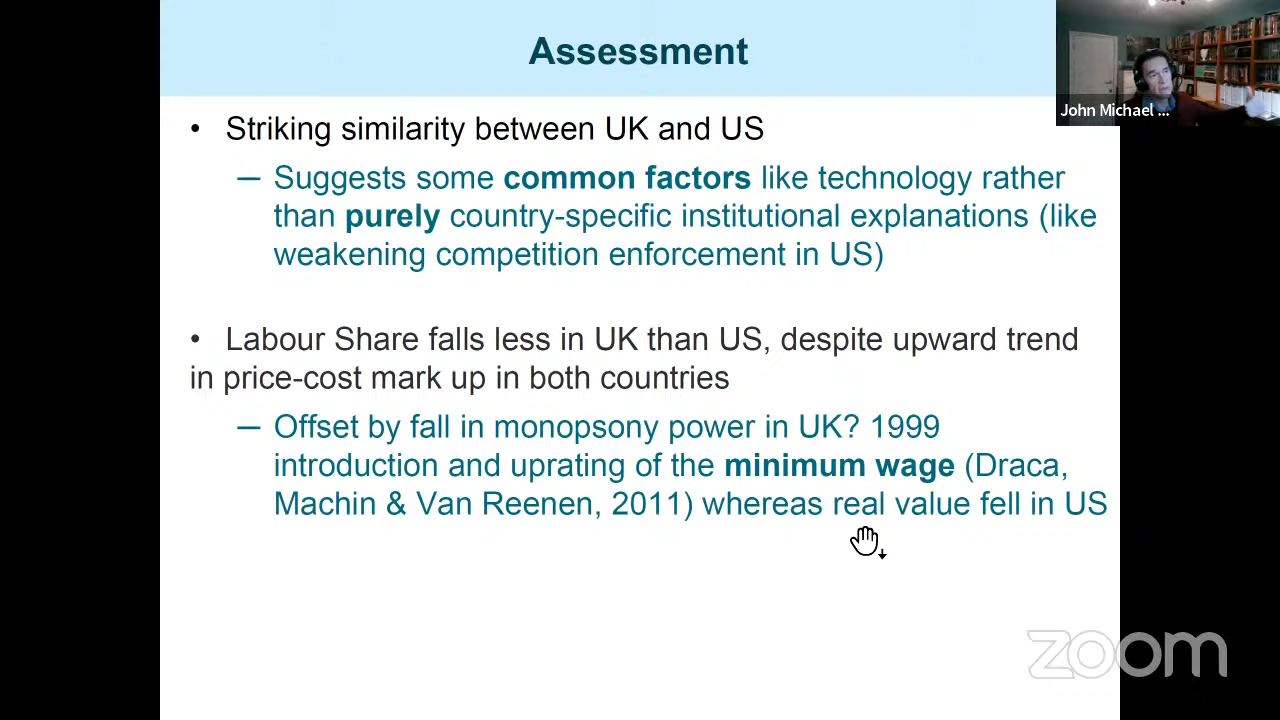 Assessment
John Michael ...
• Striking similarity between UK and US
— Suggests some common factors like technology rather
than purely country-specific institutional explanations (like
weakening competition enforcement in US)
• Labour Share falls less in UK than US, despite upward trend
in price-cost mark up in both countries
— Offset by fall in monopsony power in UK? 1999
introduction and uprating of the minimum wage (Draca,
Machin & Van Reenen, 2011) whereas real value fell in US
zoom